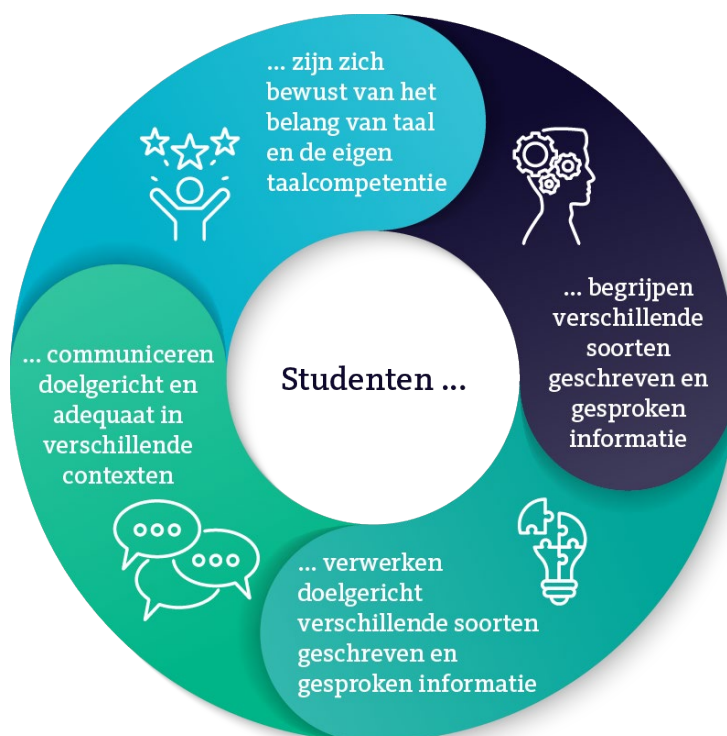 Studenten ...
... zijn zich
bewust van het
belang van taal
en de eigen
taalcompetentie
... begrijpen
verschillende
soorten
geschreven en
gesproken
informatie
... verwerken
doelgericht
verschillende soorten
geschreven en
gesproken informatie
... communiceren
doelgericht en
adequaat in
verschillende
contexten